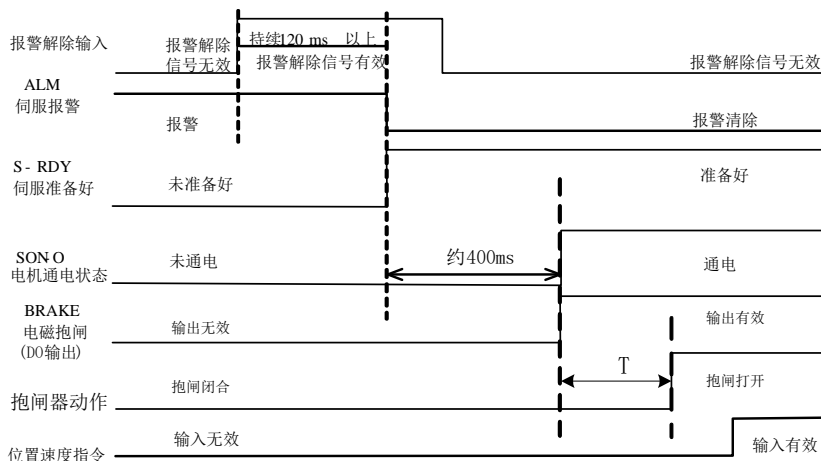 报警解除输入
报警解除
信号无效
持续120 ms 以上
报警解除信号有效
报警解除信号无效
ALM
伺服报警
报警
报警清除
S- RDY
伺服准备好
未准备好
准备好
SON O
电机通电状态
未通电
约400ms
通电
BRAKE
电磁抱闸
(DO输出)
输出无效
输出有效
T
抱闸器动作
抱闸闭合
抱闸打开
位置速度指令
输入无效
输入有效